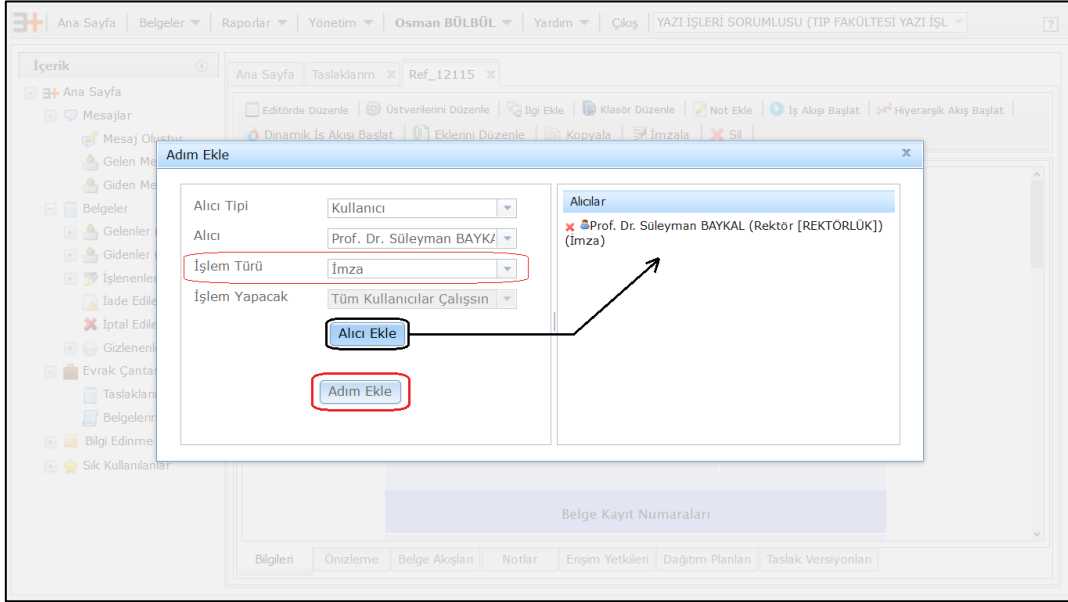 Ana Sayfa Belgeler Raporlar Yönetim Osman BÜLBÜL Yardım Çıkış YAZI İŞLERİ SORUMLUSU (TIP FAKÜLTESİ YAZI İŞL ?
İçerik
Ana Sayfa Taslaklarım x Ref_12115 x
Ana Sayfa
Mesajlar
Mesaj Oluştur
Gelen Me
Giden Me
Belgeler
Gelenler
Gidenler
İşlenenle
İade Edile
İptal Edile
Gizlenenl
Evrak Çanta
Taslakları
Belgelerin
Bilgi Edinme
Sık Kullanılanlar
Editörde Düzenle Üstverilerini Düzenle İlgi Ekle Klasör Düzenle Not Ekle İş Akışı Başlat Hiyerarşik Akış Başlat
Dinamik İş Akışı Başlat Eklerini Düzenle Kopyala İmzala Sil
Adım Ekle x
Alıcı Tipi Kullanıcı
Alıcı Prof. Dr. Süleyman BAYKA
İşlem Türü İmza
İşlem Yapacak Tüm Kullanıcılar Çalışsın
Alıcı Ekle
Adım Ekle
Alıcılar
Prof. Dr. Süleyman BAYKAL (Rektör [REKTÖRLÜK])
(İmza)
Belge Kayıt Numaraları
Bilgileri Önizleme Belge Akışları Notlar Erişim Yetkileri Dağıtım Planları Taslak Versiyonları